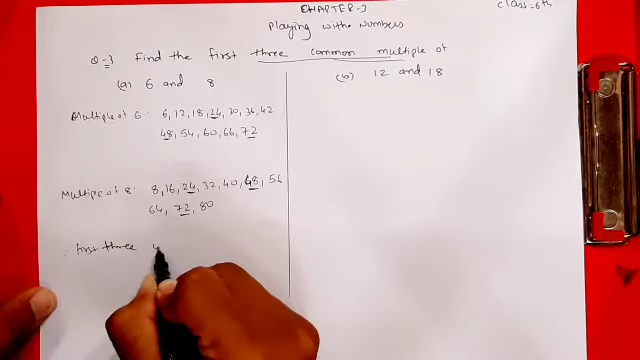 CHAPTER-3
class-6th
Playing withe Numbers
Q-3 Find the first three common multiple of
(a) 6 and 8
(b) 12 and 18
Multiple of 6: 6, 12, 18, 24, 30, 36, 42
48, 54, 60, 66, 72
Multiple of 8: 8, 16, 24, 32, 40, 48, 56
64, 72, 80
∴ first three